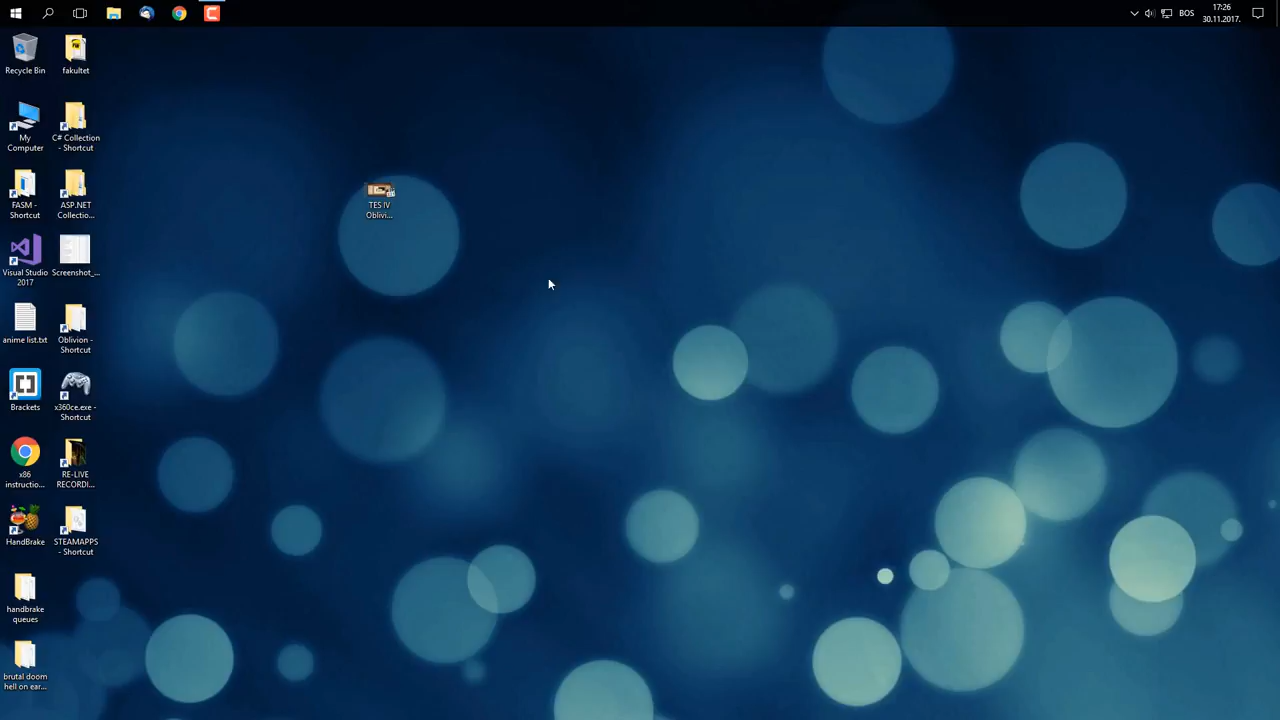 BOS
17:26
30.11.2017.
Recycle Bin
fakultet
My
Computer
C# Collection
- Shortcut
FASM -
Shortcut
ASP.NET
Collectio...
TES IV
Oblivi...
Visual Studio
2017
Screenshot_...
anime list.txt
Oblivion -
Shortcut
Brackets
x360ce.exe -
Shortcut
x86
instructio...
RE-LIVE
RECORDI...
HandBrake
STEAMAPPS
- Shortcut
handbrake
queues
brutal doom
hell on ear...